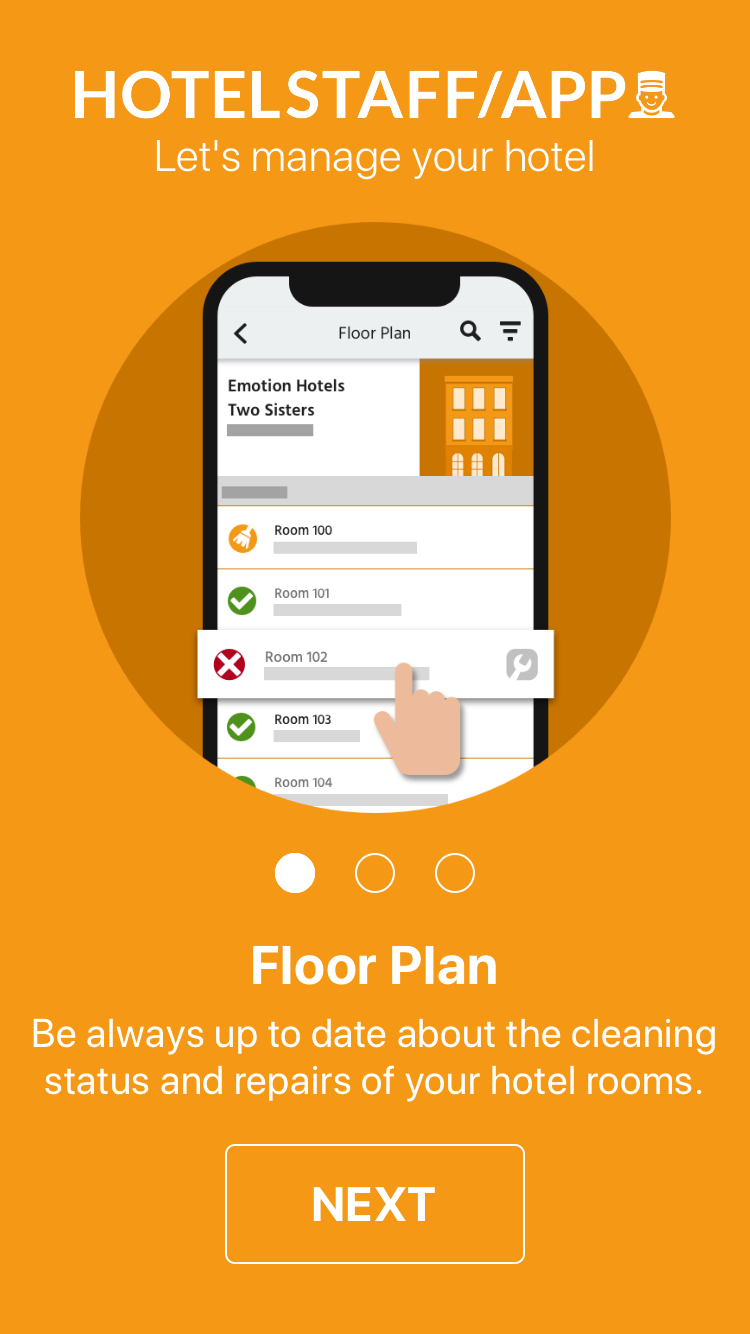 HOTELSTAFF/APP
Let's manage your hotel
Floor Plan
Emotion Hotels
Two Sisters
Room 100
Room 101
Room 102
Room 103
Room 104
Floor Plan
Be always up to date about the cleaning
status and repairs of your hotel rooms.
NEXT